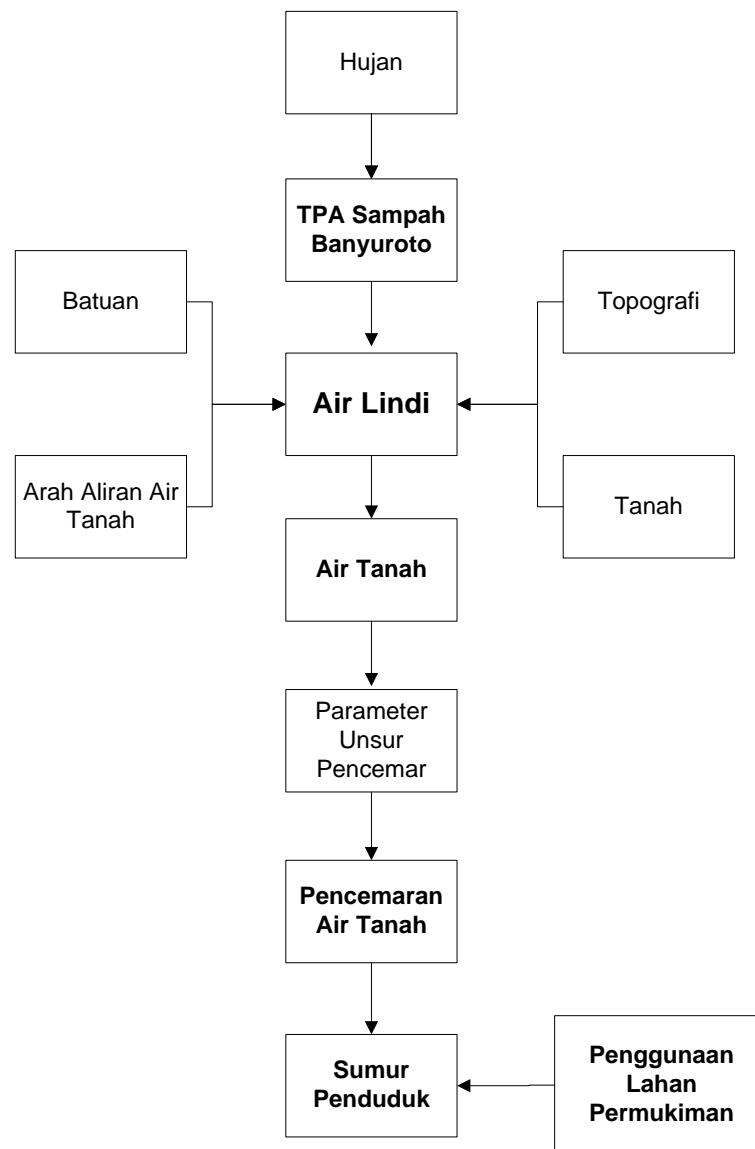 Hujan
TPA Sampah
Banyuroto
Batuan
Topografi
Air Lindi
Arah Aliran Air
Tanah
Tanah
Air Tanah
Parameter
Unsur
Pencemar
Pencemaran
Air Tanah
Sumur
Penduduk
Penggunaan
Lahan
Permukiman